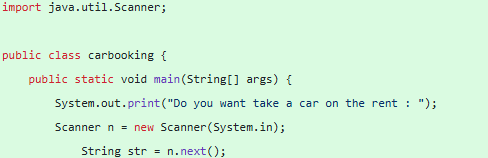 import java.util.Scanner;
public class carbooking {
public static void main(String[] args) {
System.out.print("Do you want take a car on the rent : ");
Scanner n = new Scanner(System.in);
String str = n.next();